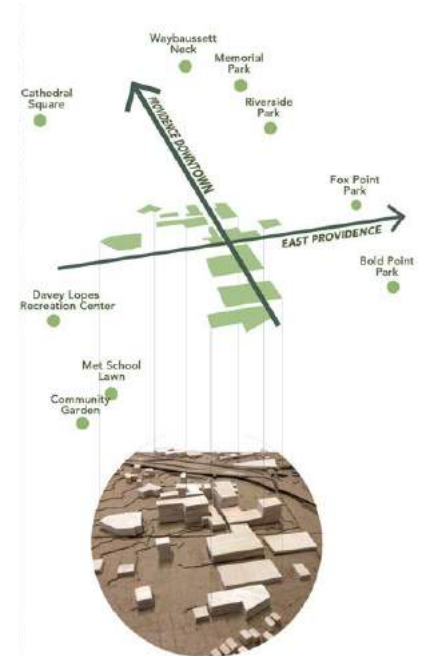 Waybaussett
Neck
Memorial
Park
Cathedral
Square
Riverside
Park
PROVIDENCE DOWNTOWN
Fox Point
Park
EAST PROVIDENCE
Bold Point
Park
Davey Lopes
Recreation Center
Met School
Lawn
Community
Garden